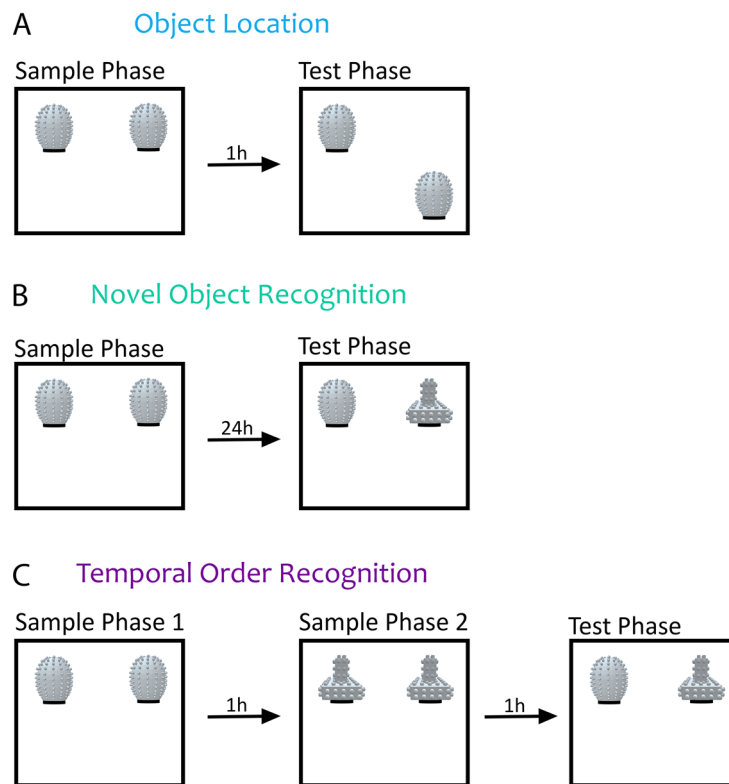 A Object Location
Sample Phase Test Phase
1h
B Novel Object Recognition
Sample Phase Test Phase
24h
C Temporal Order Recognition
Sample Phase 1 Sample Phase 2 Test Phase
1h 1h